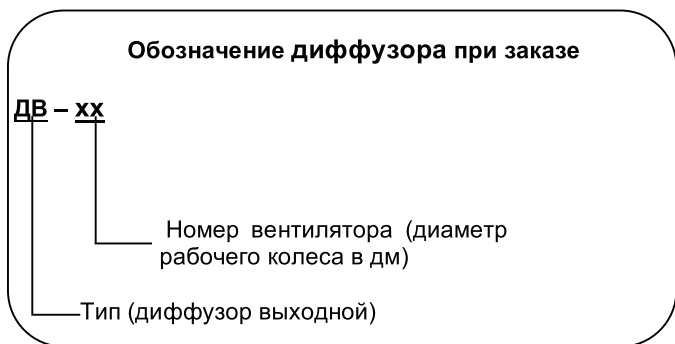 Обозначение диффузора при заказе
ДВ – хх
Номер вентилятора (диаметр
рабочего колеса в дм)
Тип (диффузор выходной)